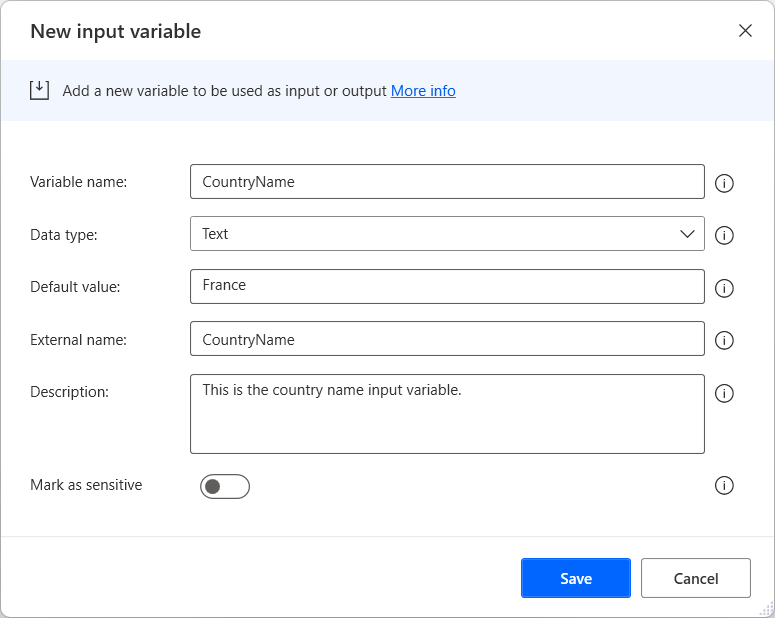 New input variable
Add a new variable to be used as input or output More info
Variable name:
CountryName
Data type:
Text
Default value:
France
External name:
CountryName
Description:
This is the country name input variable.
Mark as sensitive
Save
Cancel